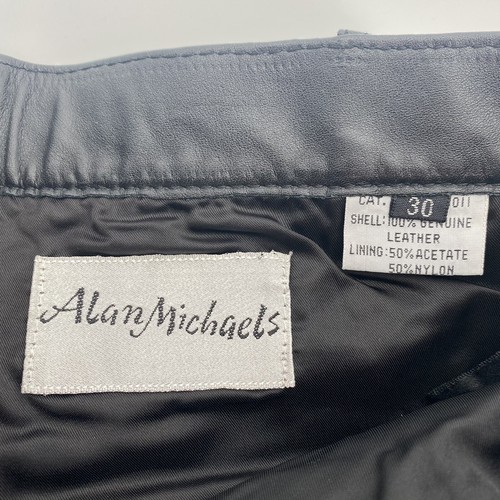 Alan Michaels
CAT. 011
30
SHELL: 100% GENUINE
LEATHER
LINING: 50% ACETATE
50% NYLON